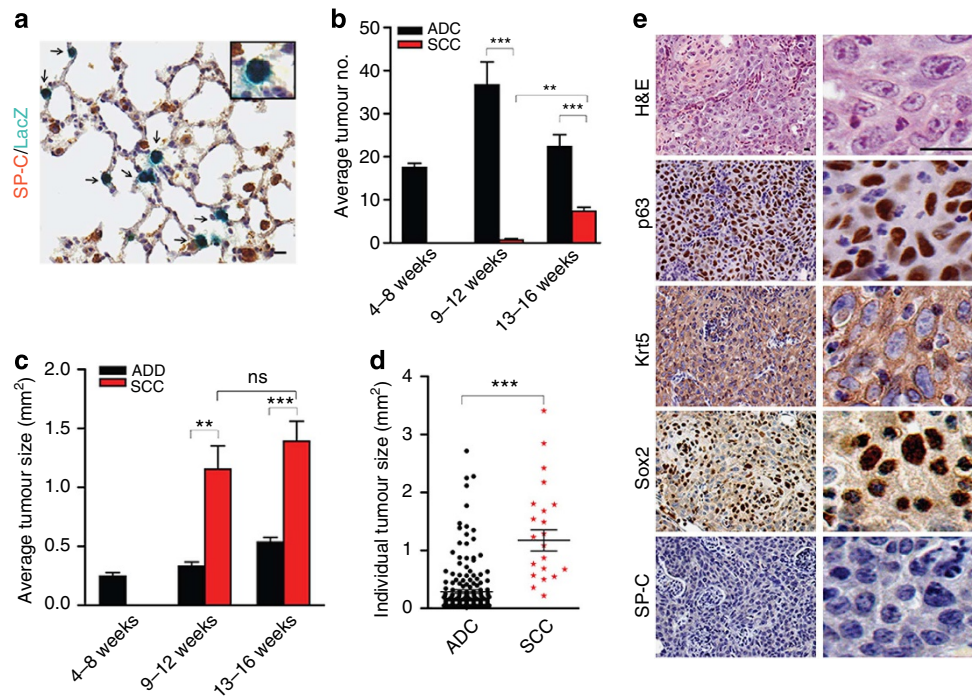 a
SP-C/LacZ
b
ADC
SCC
***
**
***
Average tumour no.
50
40
30
20
10
0
4–8 weeks
9–12 weeks
13–16 weeks
c
ADD
SCC
ns
**
***
Average tumour size (mm²)
2.0
1.5
1.0
0.5
0.0
4–8 weeks
9–12 weeks
13–16 weeks
d
***
Individual tumour size (mm²)
4
3
2
1
0
ADC
SCC
e
H&E
p63
Krt5
Sox2
SP-C